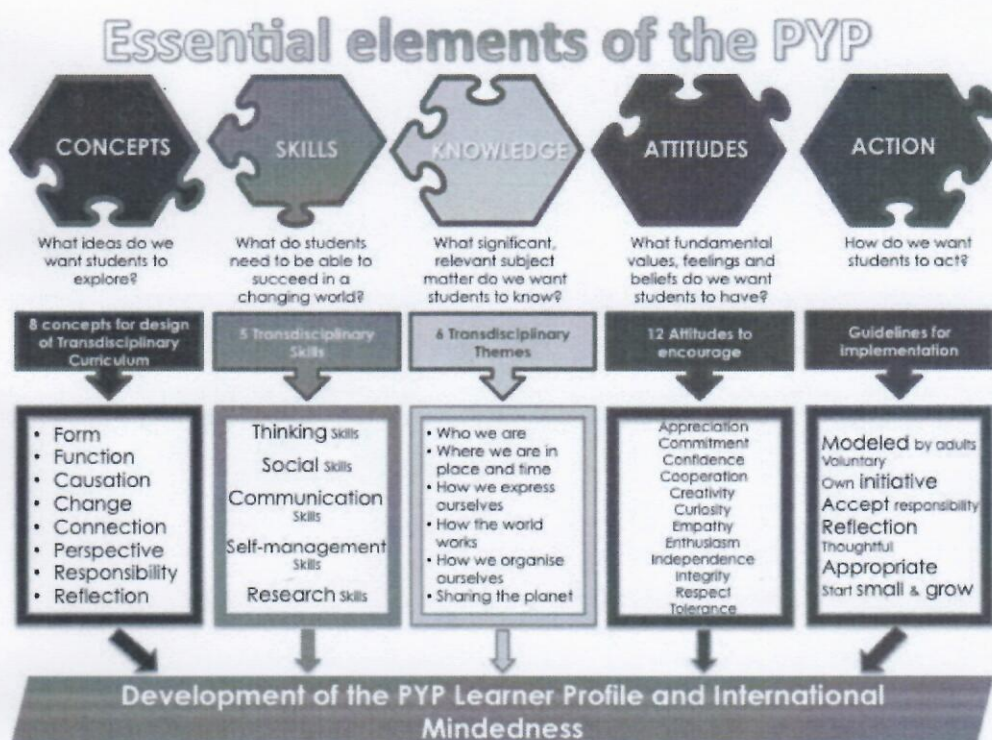 Essential elements of the PYP
CONCEPTS
SKILLS
KNOWLEDGE
ATTITUDES
ACTION
What ideas do we
want students to
explore?
What do students
need to be able to
succeed in a
changing world?
What significant,
relevant subject
matter do we want
students to know?
What fundamental
values, feelings and
beliefs do we want
students to have?
How do we want
students to act?
8 concepts for design
of Transdisciplinary
Curriculum
5 Transdisciplinary
Skills
6 Transdisciplinary
Themes
12 Attitudes to
encourage
Guidelines for
implementation
• Form
• Function
• Causation
• Change
• Connection
• Perspective
• Responsibility
• Reflection
Thinking Skills
Social Skills
Communication
Skills
Self-management
Skills
Research Skills
• Who we are
• Where we are in
place and time
• How we express
ourselves
• How the world
works
• How we organise
ourselves
• Sharing the planet
Appreciation
Commitment
Confidence
Cooperation
Creativity
Curiosity
Empathy
Enthusiasm
Independence
Integrity
Respect
Tolerance
Modeled by adults
Voluntary
Own initiative
Accept responsibility
Reflection
Thoughtful
Appropriate
Start small & grow
Development of the PYP Learner Profile and International
Mindedness